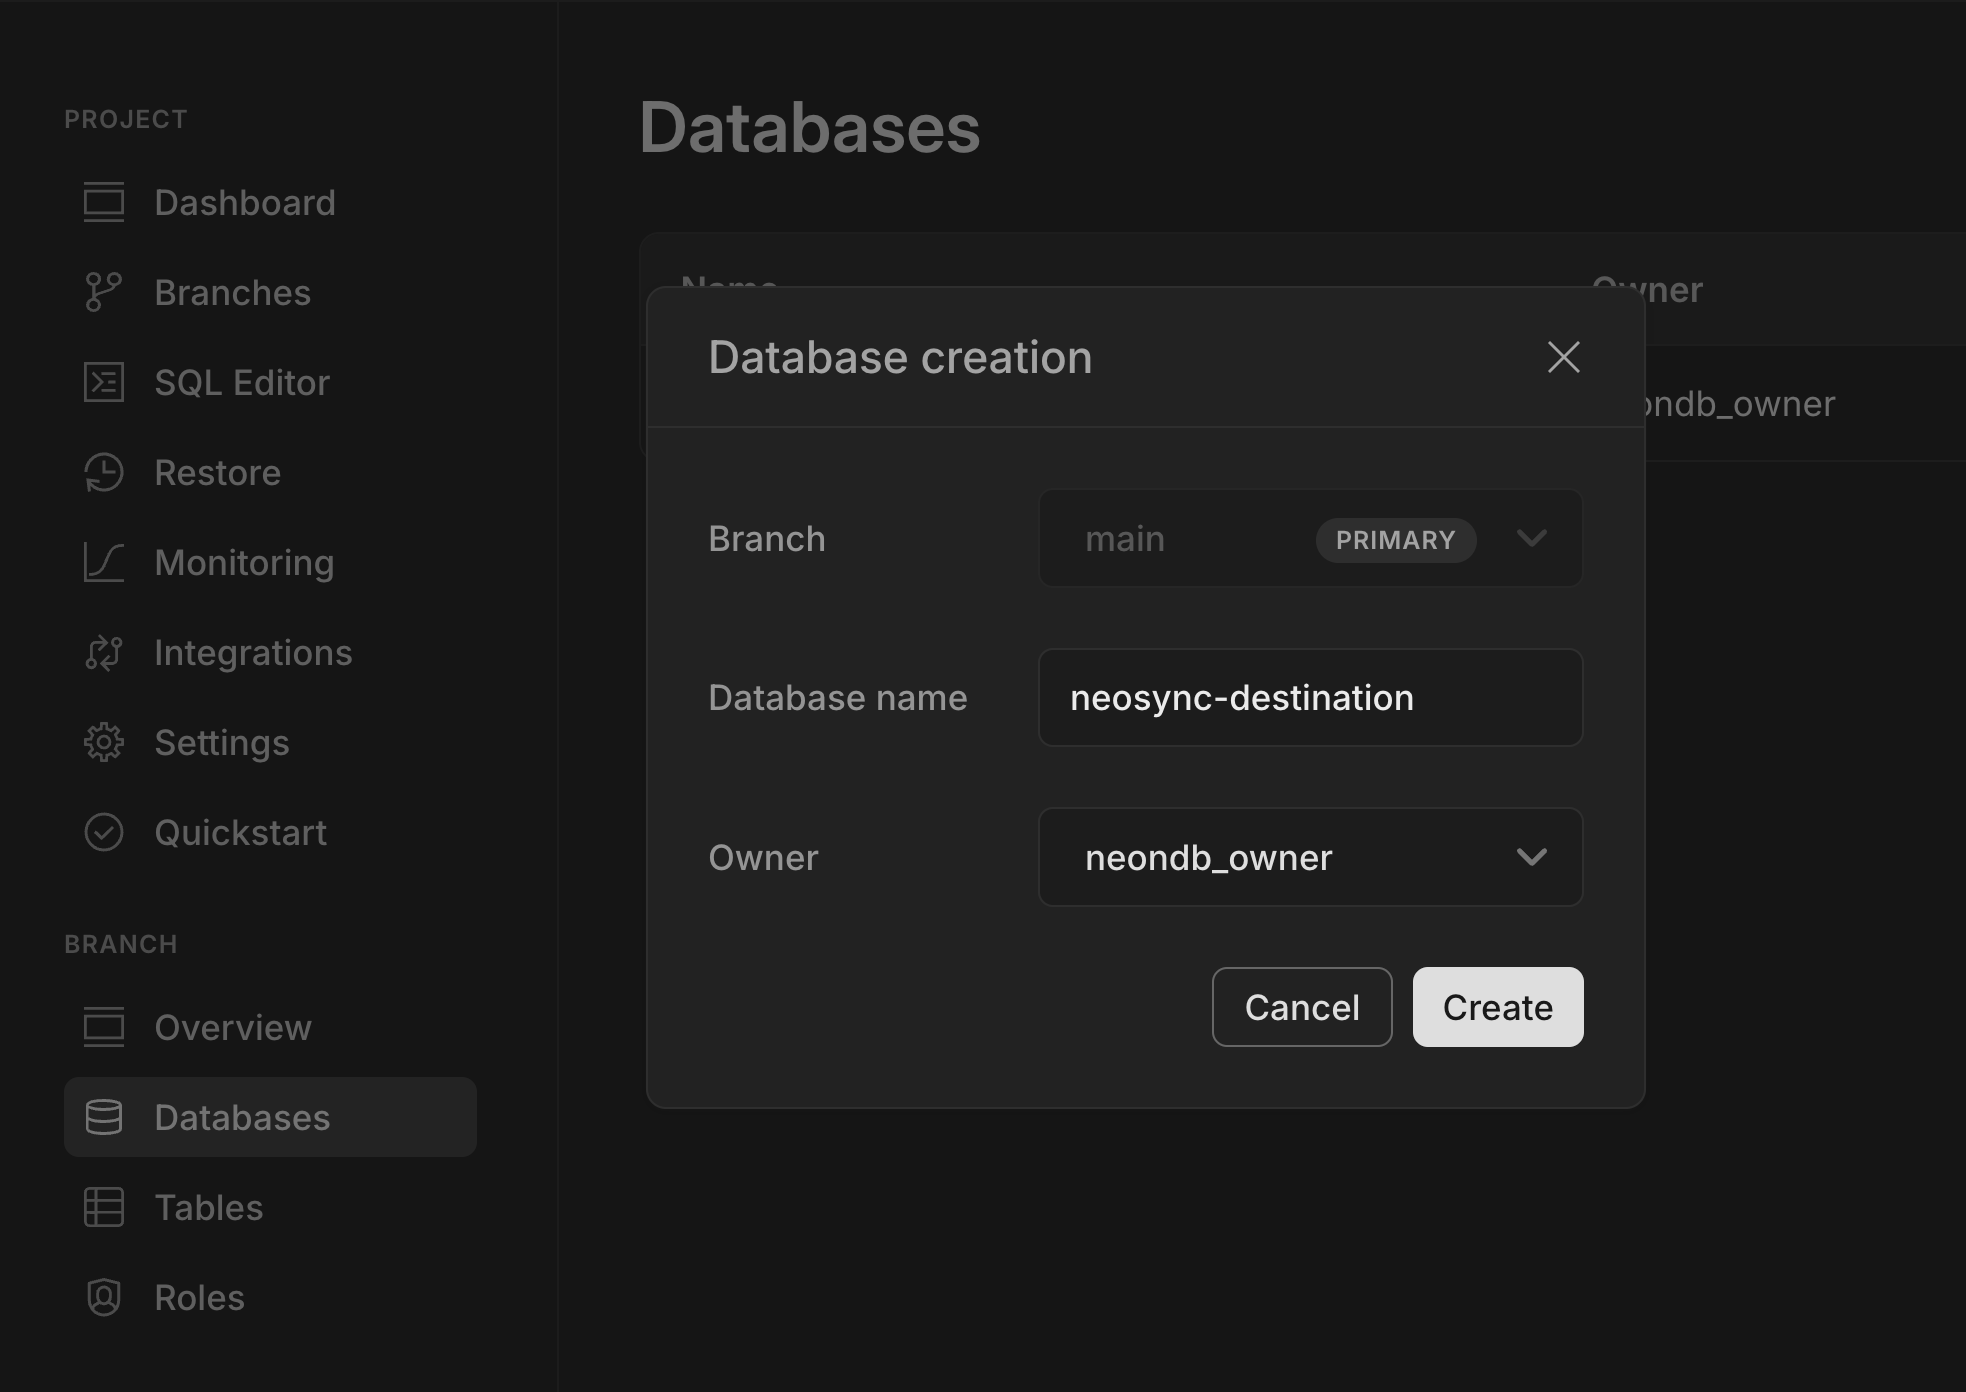 PROJECT
Dashboard
Branches
SQL Editor
Restore
Monitoring
Integrations
Settings
Quickstart
BRANCH
Overview
Databases
Tables
Roles
Databases
Name
Owner
ondb_owner
Database creation
Branch
main PRIMARY
Database name
neosync-destination
Owner
neondb_owner
Cancel
Create